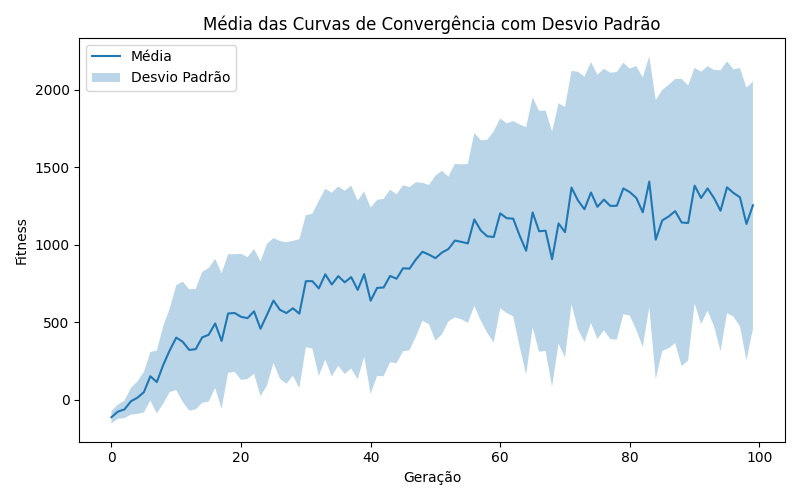 Média das Curvas de Convergência com Desvio Padrão
Média
Desvio Padrão
Fitness
2000
1500
1000
500
0
0 20 40 60 80 100
Geração